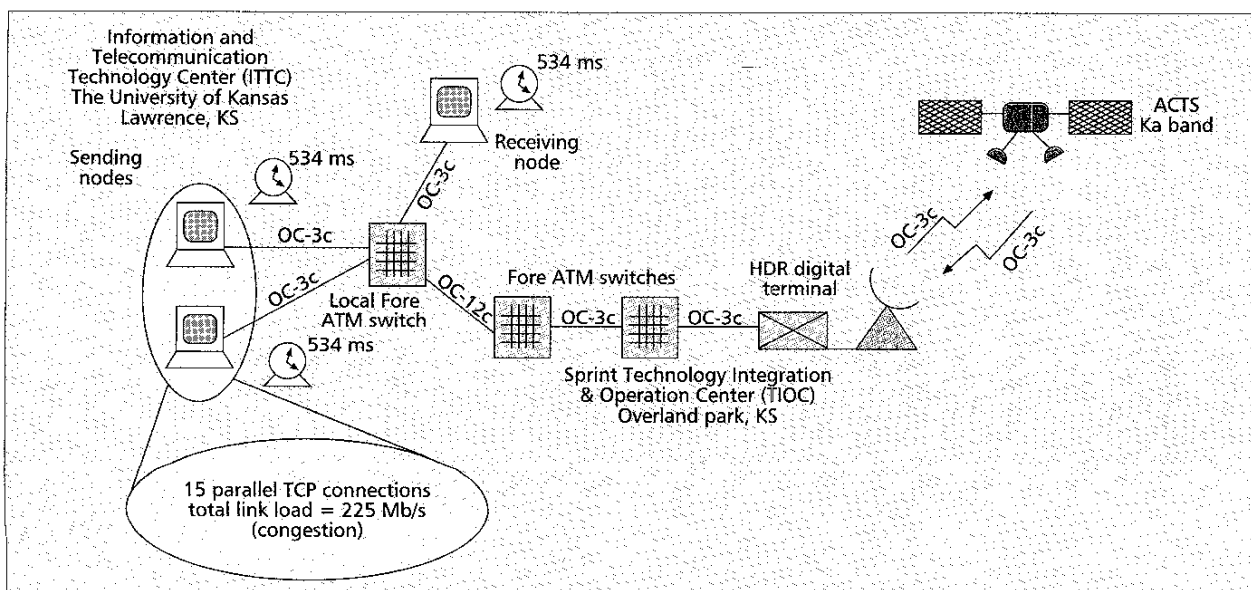 Information and
Telecommunication
Technology Center (ITTC)
The University of Kansas
Lawrence, KS
Sending
nodes
534 ms
OC-3c
OC-3c
534 ms
534 ms
Receiving
node
OC-3c
Local Fore
ATM switch
OC-12c
Fore ATM switches
OC-3c
OC-3c
Sprint Technology Integration
& Operation Center (TIOC)
Overland park, KS
HDR digital
terminal
OC-3c
OC-3c
ACTS
Ka band
15 parallel TCP connections
total link load = 225 Mb/s
(congestion)